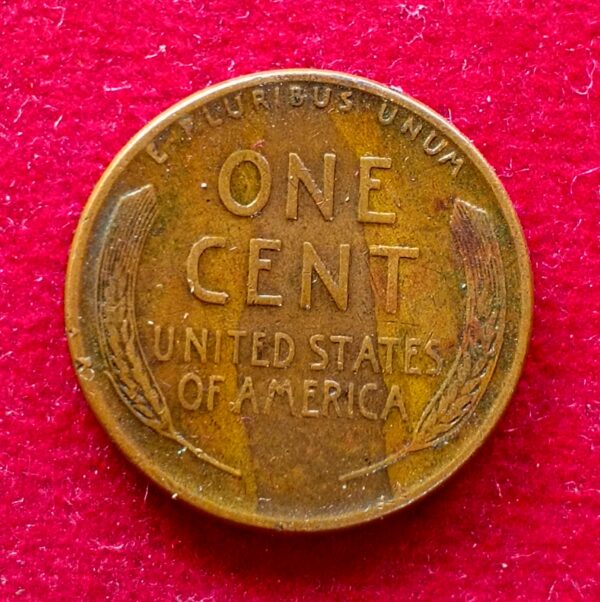 E·PLURIBUS UNUM
ONE
CENT
UNITED STATES
OF AMERICA